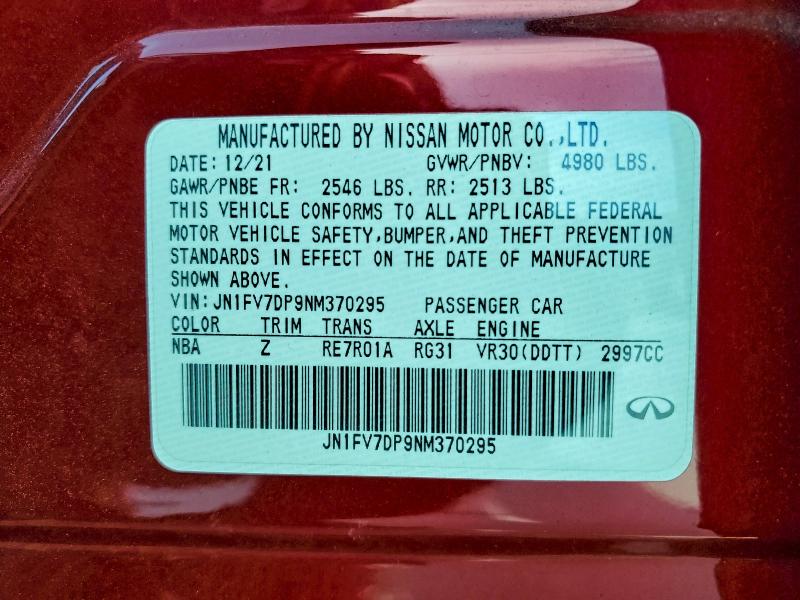 MANUFACTURED BY NISSAN MOTOR CO.,LTD.
DATE: 12/21 GVWR/PNBV: 4980 LBS.
GAWR/PNBE FR: 2546 LBS. RR: 2513 LBS.
THIS VEHICLE CONFORMS TO ALL APPLICABLE FEDERAL
MOTOR VEHICLE SAFETY,BUMPER,AND THEFT PREVENTION
STANDARDS IN EFFECT ON THE DATE OF MANUFACTURE
SHOWN ABOVE.
VIN:JN1FV7DP9NM370295 PASSENGER CAR
COLOR TRIM TRANS AXLE ENGINE
NBA Z RE7R01A RG31 VR30(DDTT) 2997CC
JN1FV7DP9NM370295